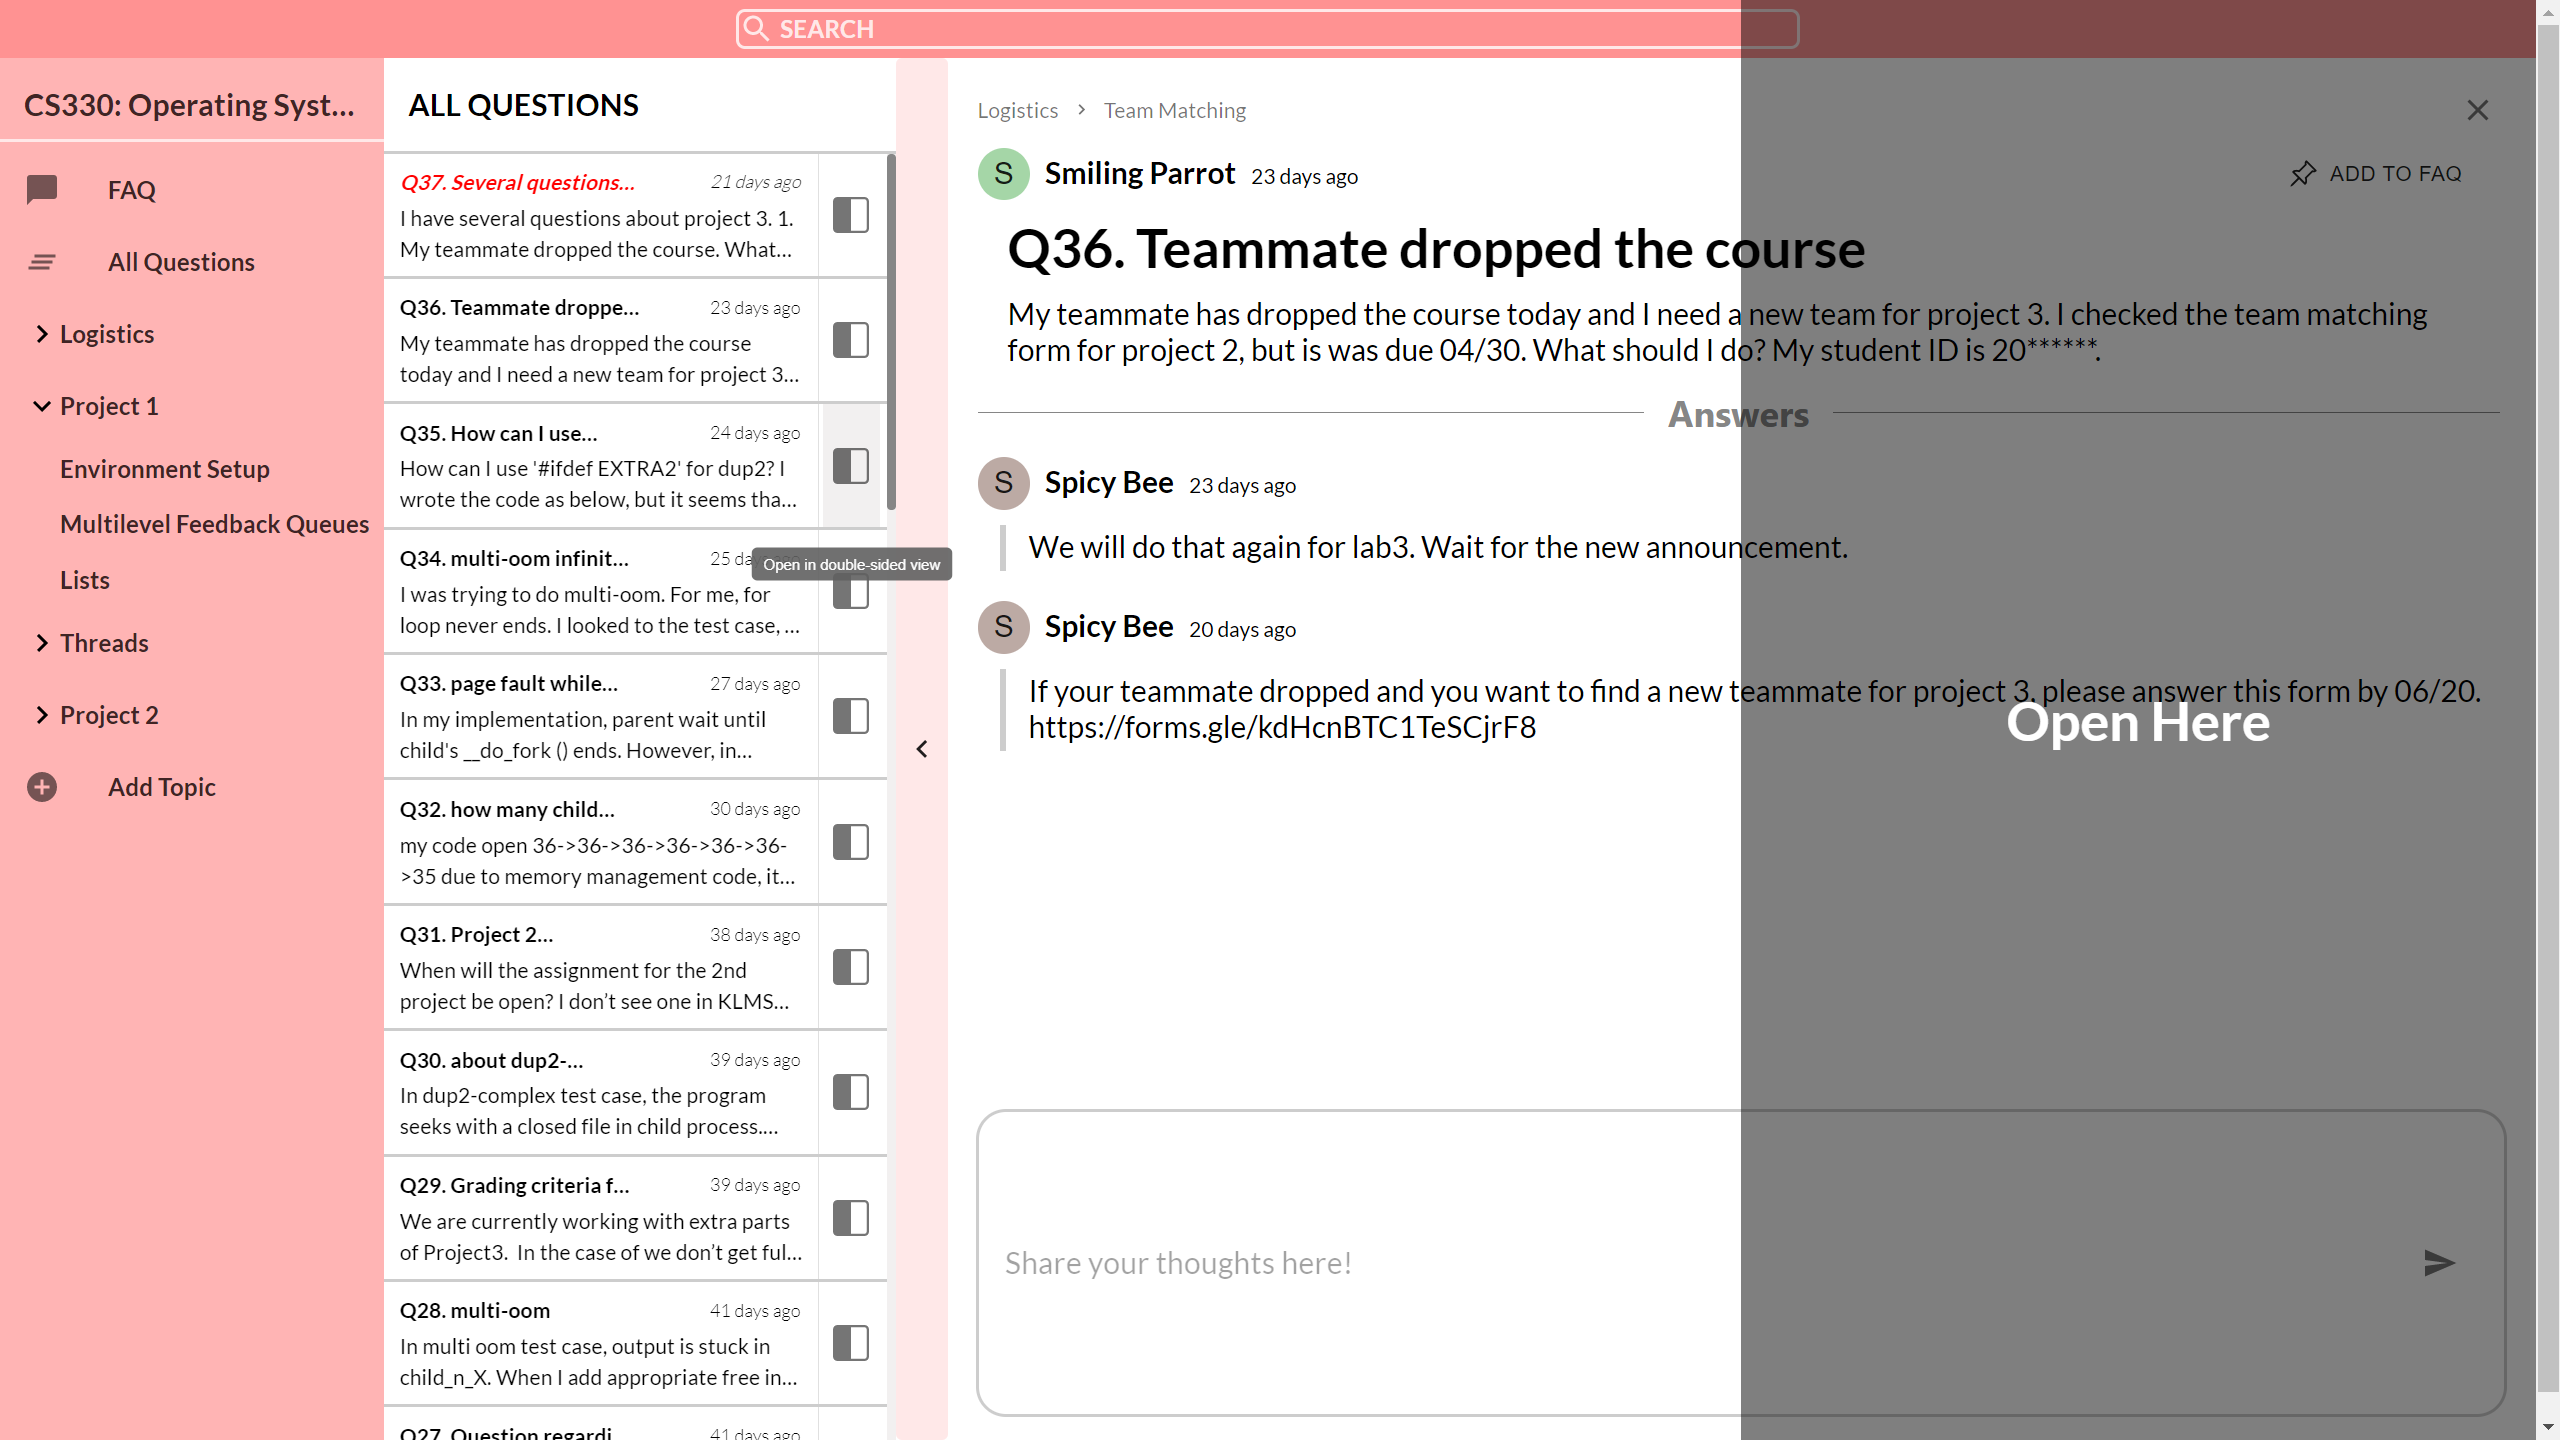 SEARCH
CS330: Operating Syst...
FAQ
All Questions
Logistics
Project 1
Environment Setup
Multilevel Feedback Queues
Lists
Threads
Project 2
Add Topic
ALL QUESTIONS
Q37. Several questions... 21 days ago
I have several questions about project 3. 1.
My teammate dropped the course. What...
Q36. Teammate droppe... 23 days ago
My teammate has dropped the course
today and I need a new team for project 3...
Q35. How can I use... 24 days ago
How can I use '#ifdef EXTRA2' for dup2? I
wrote the code as below, but it seems tha...
Q34. multi-oom infinit... 25
Open in double-sided view
I was trying to do multi-oom. For me, for
loop never ends. I looked to the test case, ...
Q33. page fault while... 27 days ago
In my implementation, parent wait until
child's __do_fork () ends. However, in...
Q32. how many child... 30 days ago
my code open 36->36->36->36->36->36-
>35 due to memory management code, it...
Q31. Project 2... 38 days ago
When will the assignment for the 2nd
project be open? I don’t see one in KLMS...
Q30. about dup2-... 39 days ago
In dup2-complex test case, the program
seeks with a closed file in child process....
Q29. Grading criteria f... 39 days ago
We are currently working with extra parts
of Project3.  In the case of we don’t get ful...
Q28. multi-oom 41 days ago
In multi oom test case, output is stuck in
child_n_X. When I add appropriate free in...
Q27. Question regardi... 41 days ago
Logistics > Team Matching
S Smiling Parrot 23 days ago
ADD TO FAQ
Q36. Teammate dropped the course
My teammate has dropped the course today and I need a new team for project 3. I checked the team matching
form for project 2, but is was due 04/30. What should I do? My student ID is 20******.
Answers
S Spicy Bee 23 days ago
We will do that again for lab3. Wait for the new announcement.
S Spicy Bee 20 days ago
If your teammate dropped and you want to find a new teammate for project 3, please answer this form by 06/20.
https://forms.gle/kdHcnBTC1TeSCjrF8
Open Here
Share your thoughts here!